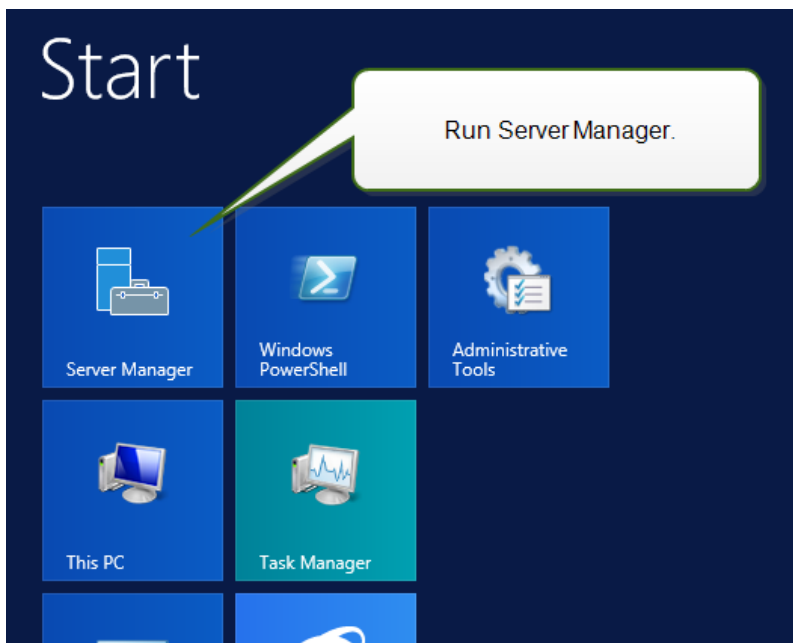 Start
Run Server Manager.
Server Manager
Windows
PowerShell
Administrative
Tools
This PC
Task Manager